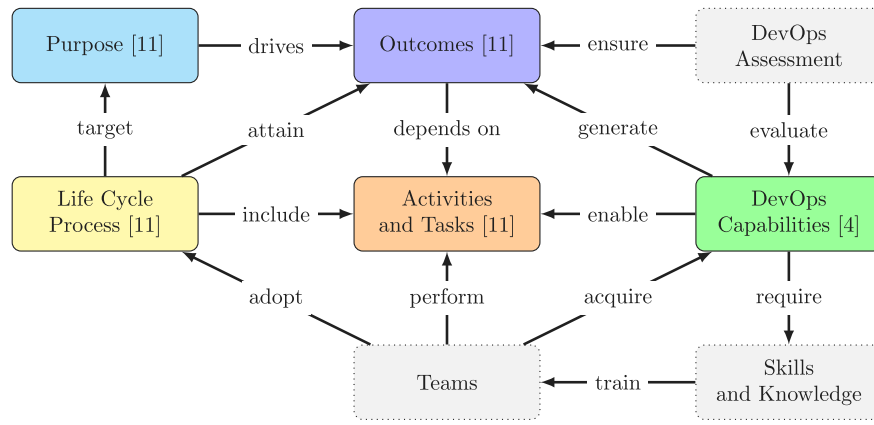 Purpose [11]
drives
Outcomes [11]
ensure
DevOps
Assessment
target
attain
depends on
generate
evaluate
Life Cycle
Process [11]
include
Activities
and Tasks [11]
enable
DevOps
Capabilities [4]
adopt
perform
acquire
require
Teams
train
Skills
and Knowledge